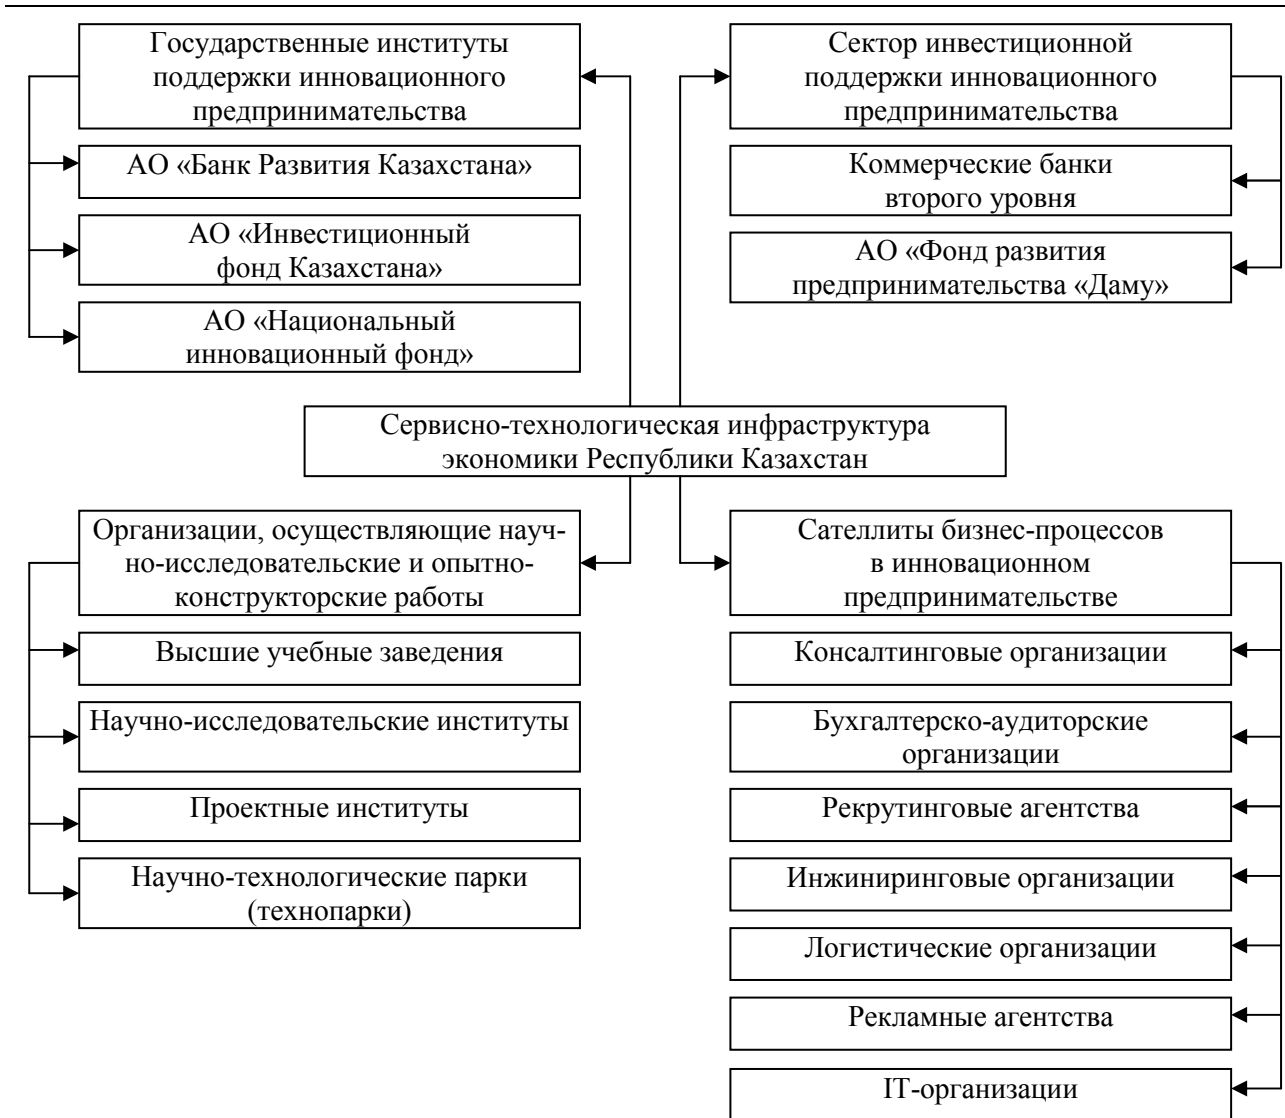 Государственные институты
поддержки инновационного
предпринимательства
АО «Банк Развития Казахстана»
АО «Инвестиционный
фонд Казахстана»
АО «Национальный
инновационный фонд»
Сектор инвестиционной
поддержки инновационного
предпринимательства
Коммерческие банки
второго уровня
АО «Фонд развития
предпринимательства «Даму»
Сервисно-технологическая инфраструктура
экономики Республики Казахстан
Организации, осуществляющие науч-
но-исследовательские и опытно-
конструкторские работы
Высшие учебные заведения
Научно-исследовательские институты
Проектные институты
Научно-технологические парки
(технопарки)
Сателлиты бизнес-процессов
в инновационном
предпринимательстве
Консалтинговые организации
Бухгалтерско-аудиторские
организации
Рекрутинговые агентства
Инжиниринговые организации
Логистические организации
Рекламные агентства
IT-организации